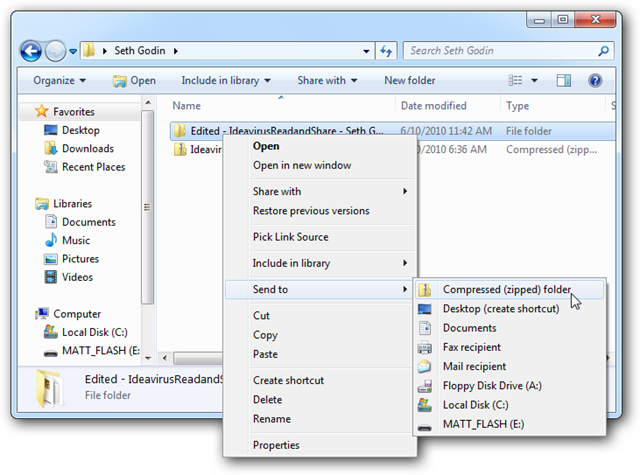 Seth Godin
Search Seth Godin
Organize Open Include in library Share with New folder
Favorites
Desktop
Downloads
Recent Places
Libraries
Documents
Music
Pictures
Videos
Computer
Local Disk (C:)
MATT_FLASH (E:
Name Date modified Type S
Edited - IdeavirusReadandShare - Seth G... 6/10/2010 11:42 AM File folder
Ideavi 0/2010 6:36 AM Compressed (zipp...
Open
Open in new window
Share with
Restore previous versions
Pick Link Source
Include in library
Send to
Cut
Copy
Paste
Create shortcut
Delete
Rename
Properties
Compressed (zipped) folder
Desktop (create shortcut)
Documents
Fax recipient
Mail recipient
Floppy Disk Drive (A:)
Local Disk (C:)
MATT_FLASH (E:)
Edited - IdeavirusReadandS
File folder